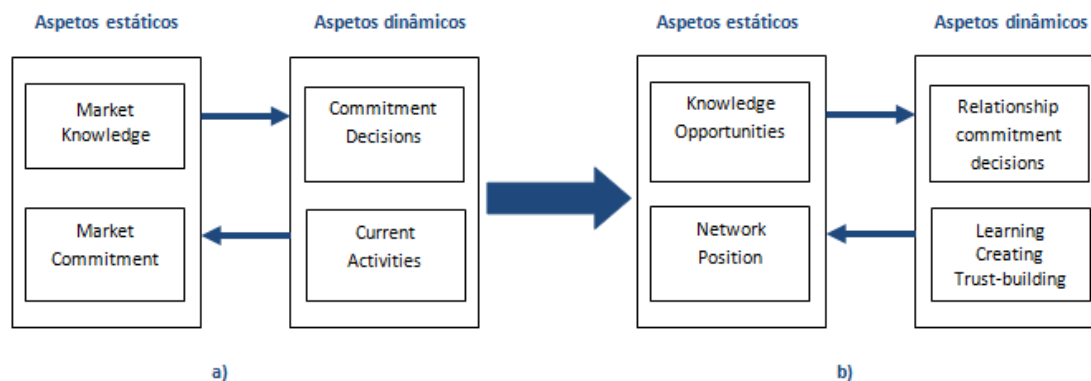 Aspetos estáticos
Aspetos dinâmicos
Market
Knowledge
Commitment
Decisions
Market
Commitment
Current
Activities
a)
Aspetos estáticos
Aspetos dinâmicos
Knowledge
Opportunities
Relationship
commitment
decisions
Network
Position
Learning
Creating
Trust-building
b)